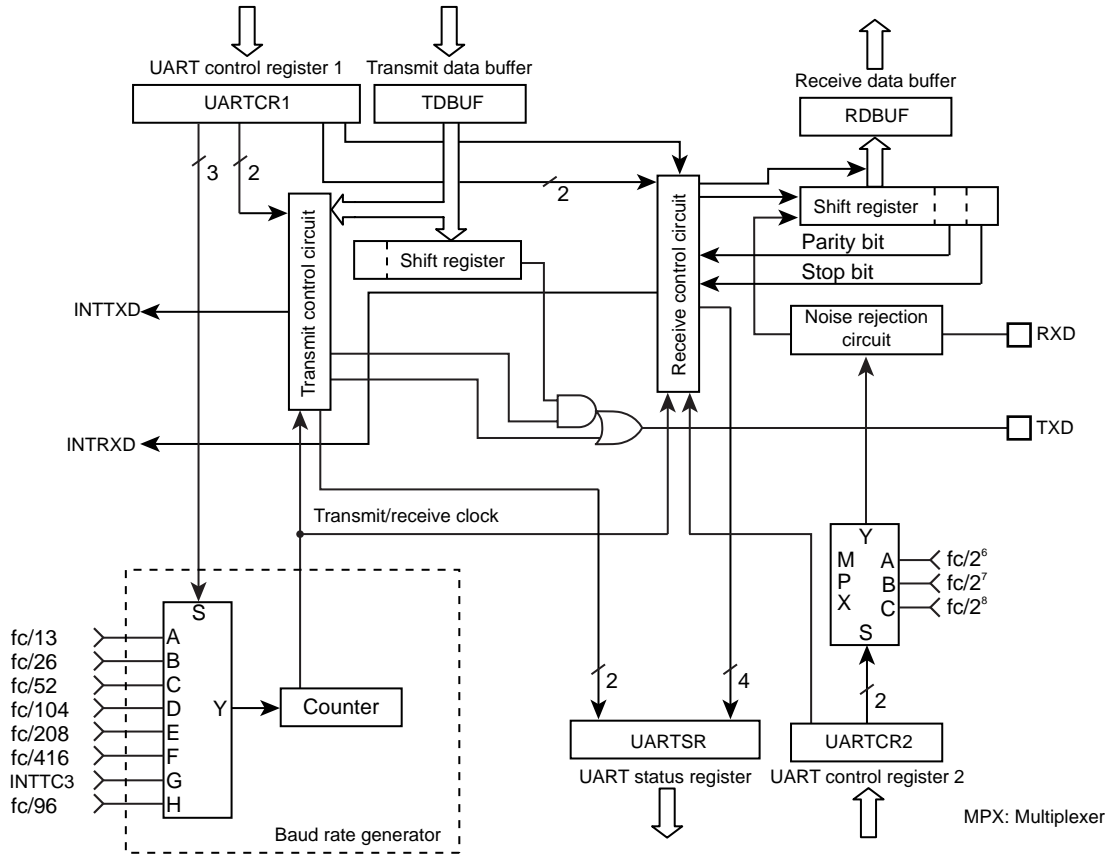 UART control register 1
Transmit data buffer
Receive data buffer
UARTCR1
TDBUF
RDBUF
3
2
2
Shift register
Parity bit
Stop bit
Transmit control circuit
Shift register
Receive control circuit
INTTXD
Noise rejection
circuit
RXD
INTRXD
TXD
Transmit/receive clock
Y
M
P
X
A
B
C
S
fc/2⁶
fc/2⁷
fc/2⁸
S
fc/13
A
fc/26
B
fc/52
C
fc/104
D
fc/208
E
fc/416
F
INTTC3
G
fc/96
H
Y
Counter
2
4
2
UARTSR
UARTCR2
UART status register
UART control register 2
Baud rate generator
MPX: Multiplexer